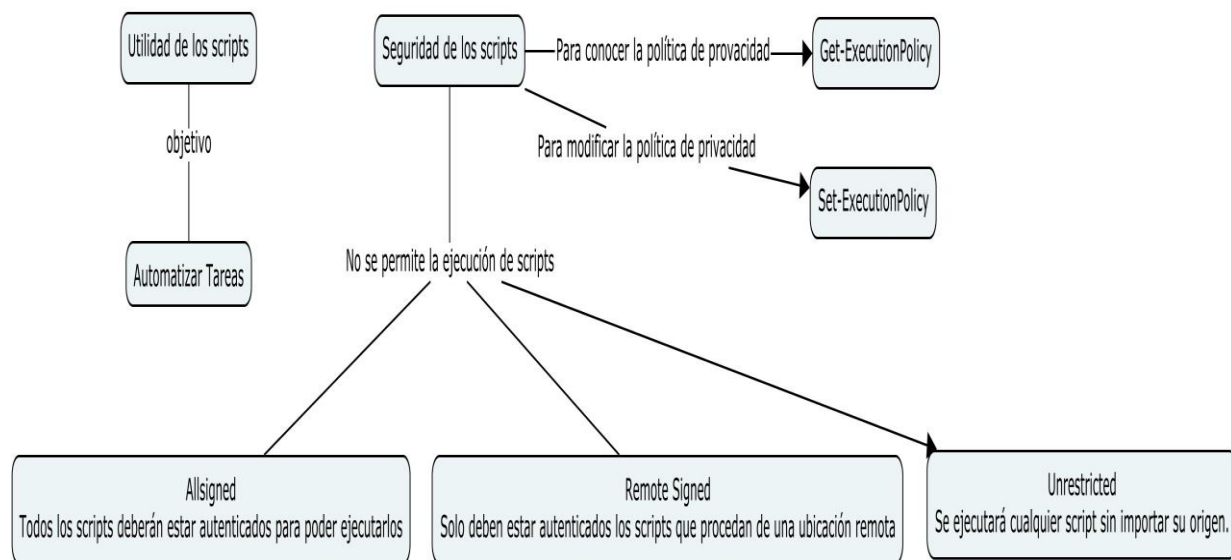 Utilidad de los scripts
Seguridad de los scripts
Para conocer la política de provacidad
Get-ExecutionPolicy
objetivo
Para modificar la política de privacidad
Set-ExecutionPolicy
Automatizar Tareas
No se permite la ejecución de scripts
Allsigned
Todos los scripts deberán estar autenticados para poder ejecutarlos
Remote Signed
Solo deben estar autenticados los scripts que procedan de una ubicación remota
Unrestricted
Se ejecutará cualquier script sin importar su origen.